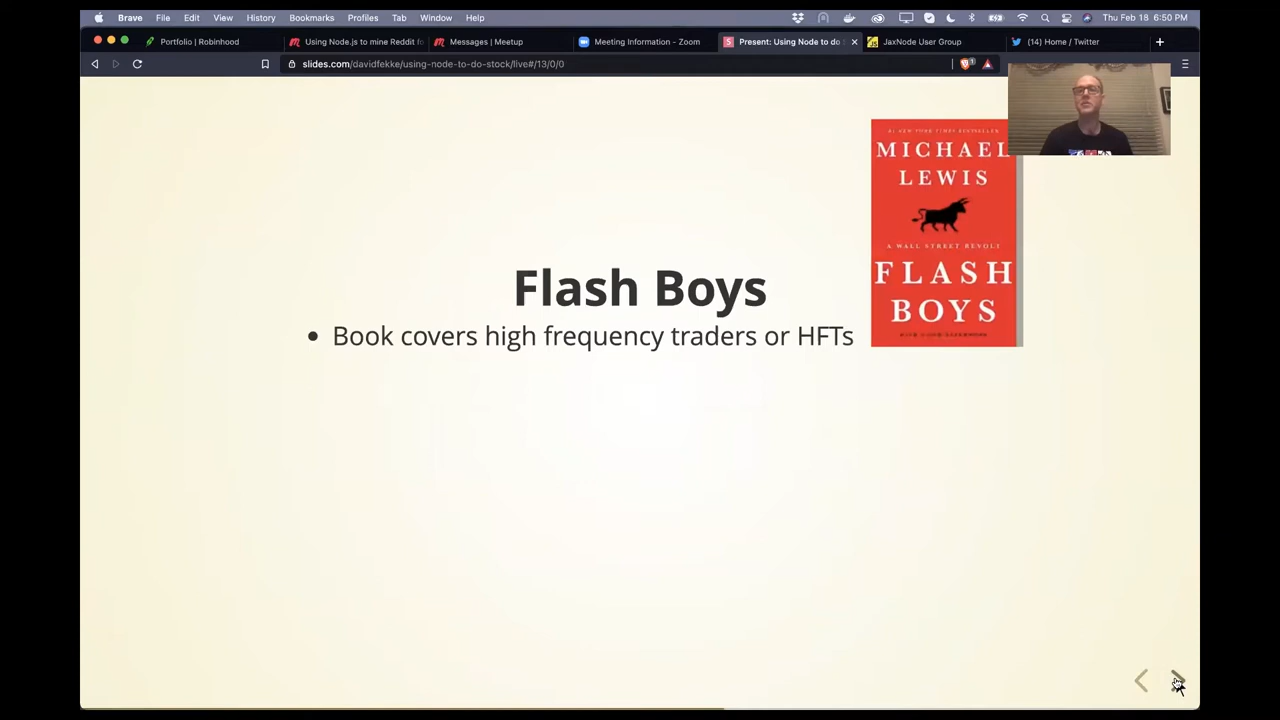 Brave File Edit View History Bookmarks Profiles Tab Window Help Thu Feb 18 6:50 PM
Portfolio | Robinhood Using Node.js to mine Reddit fo Messages | Meetup Meeting Information - Zoom Present: Using Node to do JaxNode User Group (14) Home / Twitter
slides.com/davidfekke/using-node-to-do-stock/live#/13/0/0
#1 NEW YORK TIMES BESTSELLER
MICHAEL
LEWIS
A WALL STREET REVOLT
FLASH
BOYS
Flash Boys
• Book covers high frequency traders or HFTs